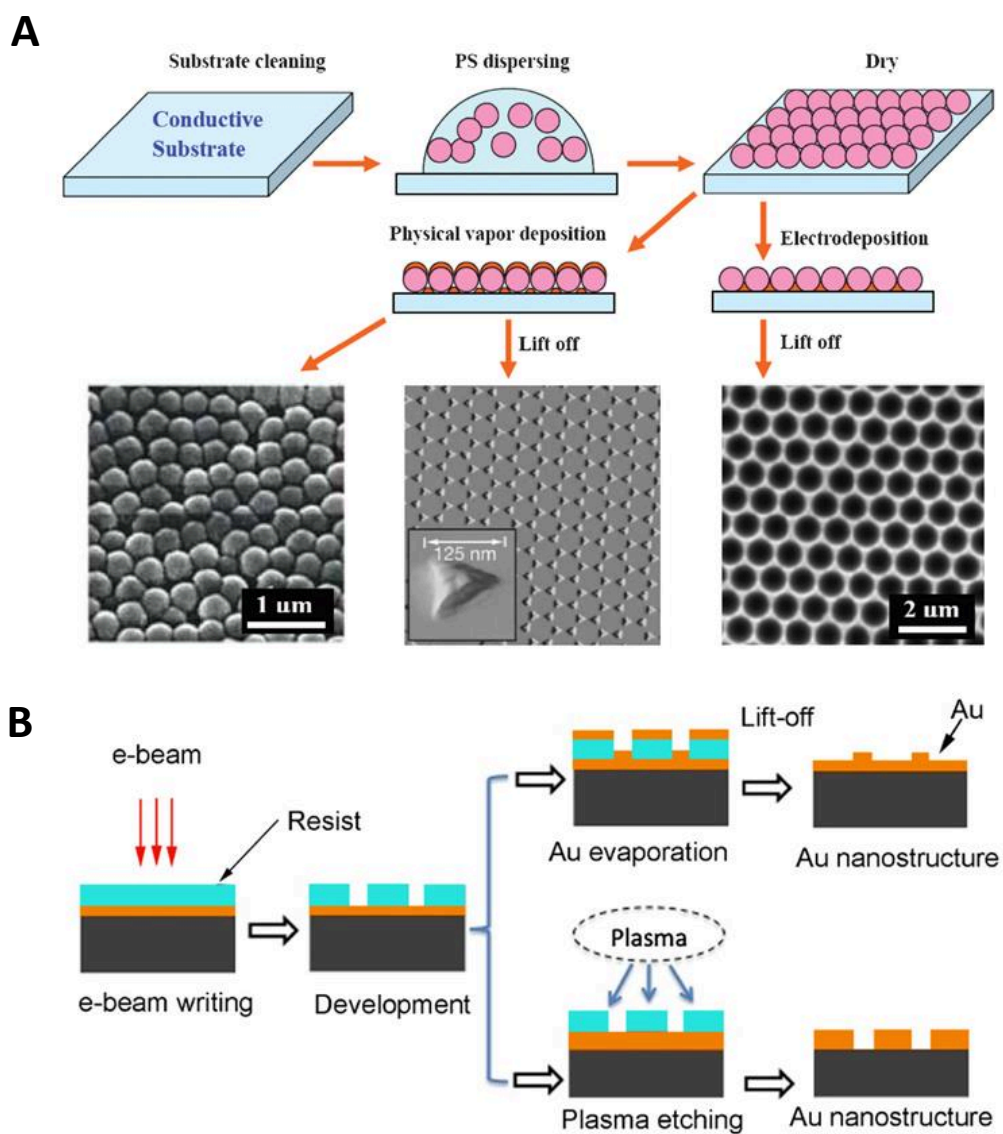 A
Substrate cleaning
PS dispersing
Dry
Conductive
Substrate
Physical vapor deposition
Electrodeposition
Lift off
Lift off
125 nm
1 um
2 um
B
e-beam
Resist
e-beam writing
Development
Lift-off
Au
Au evaporation
Au nanostructure
Plasma
Plasma etching
Au nanostructure